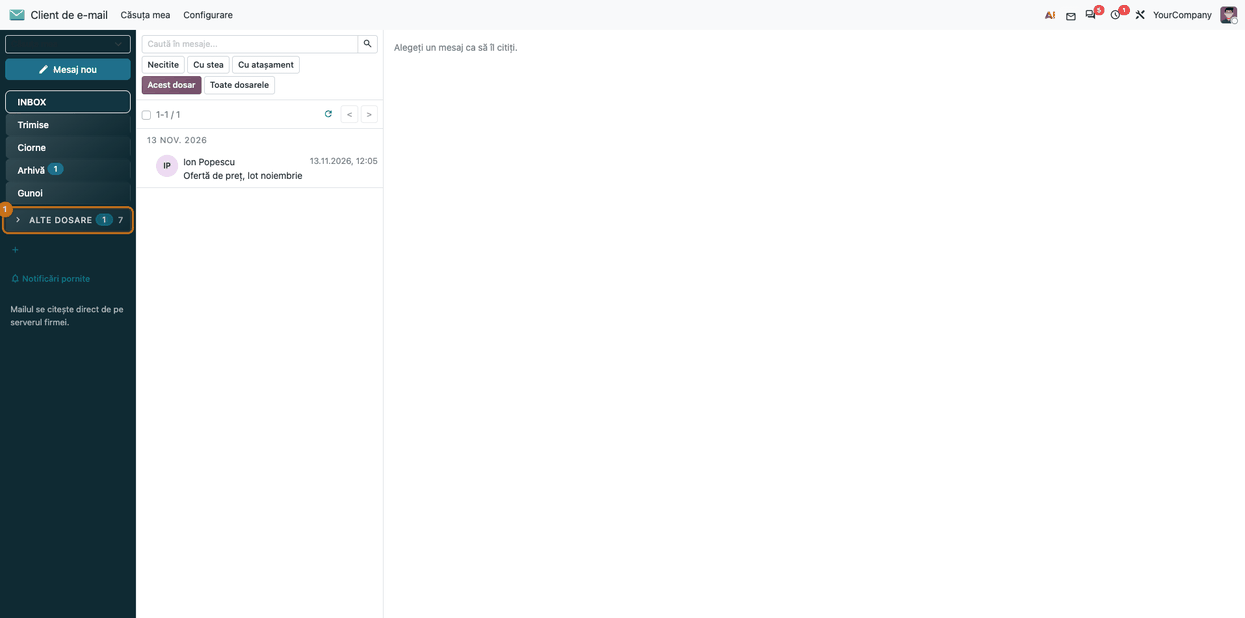 Client de e-mail
Căsuța mea
Configurare
AI
5
1
YourCompany
Mesaj nou
INBOX
Trimise
Ciorne
Arhivă 1
Gunoi
1
ALTE DOSARE 1 7
+
Notificări pornite
Mailul se citește direct de pe
serverul firmei.
Caută în mesaje...
Necitite
Cu stea
Cu atașament
Acest dosar
Toate dosarele
1-1 / 1
<
>
13 NOV. 2026
IP
Ion Popescu
13.11.2026, 12:05
Ofertă de preț, lot noiembrie
Alegeți un mesaj ca să îl citiți.